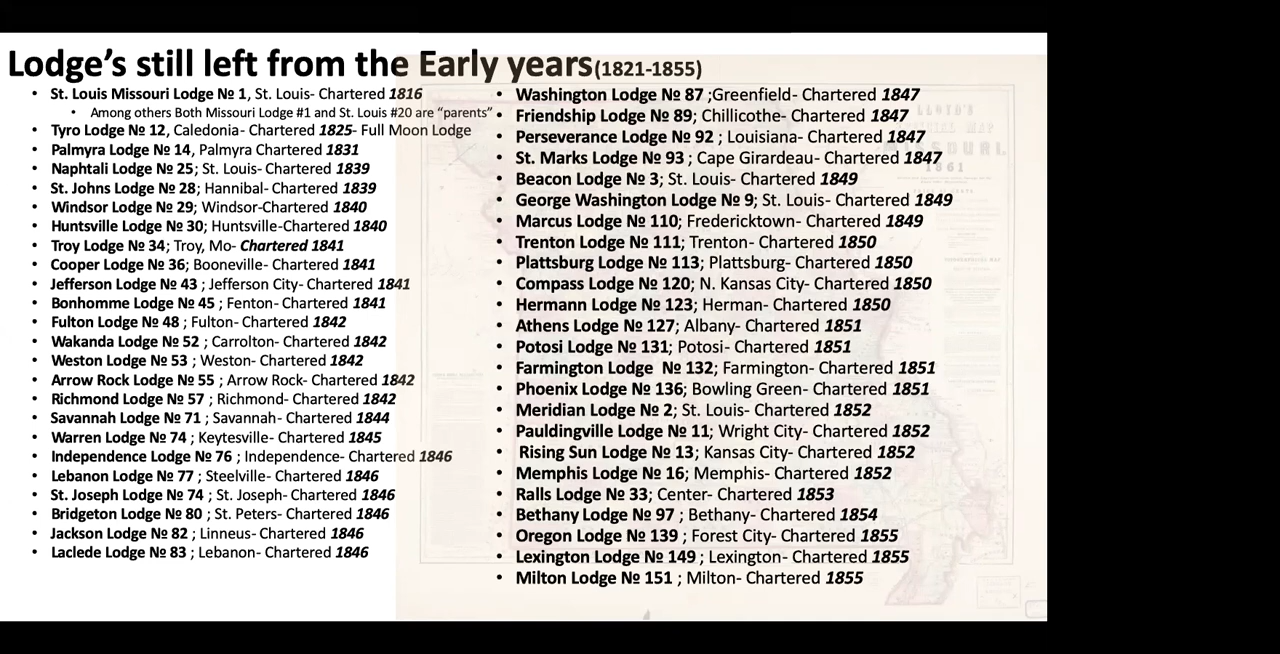 Lodge's still left from the Early years(1821-1855)
• St. Louis Missouri Lodge № 1, St. Louis- Chartered 1816
• Among others Both Missouri Lodge #1 and St. Louis #20 are “parents”
• Tyro Lodge № 12, Caledonia- Chartered 1825- Full Moon Lodge
• Palmyra Lodge № 14, Palmyra Chartered 1831
• Naphtali Lodge № 25; St. Louis- Chartered 1839
• St. Johns Lodge № 28; Hannibal- Chartered 1839
• Windsor Lodge № 29; Windsor-Chartered 1840
• Huntsville Lodge № 30; Huntsville-Chartered 1840
• Troy Lodge № 34; Troy, Mo- Chartered 1841
• Cooper Lodge № 36; Booneville- Chartered 1841
• Jefferson Lodge № 43 ; Jefferson City- Chartered 1841
• Bonhomme Lodge № 45 ; Fenton- Chartered 1841
• Fulton Lodge № 48 ; Fulton- Chartered 1842
• Wakanda Lodge № 52 ; Carrolton- Chartered 1842
• Weston Lodge № 53 ; Weston- Chartered 1842
• Arrow Rock Lodge № 55 ; Arrow Rock- Chartered 1842
• Richmond Lodge № 57 ; Richmond- Chartered 1842
• Savannah Lodge № 71 ; Savannah- Chartered 1844
• Warren Lodge № 74 ; Keytesville- Chartered 1845
• Independence Lodge № 76 ; Independence- Chartered 1846
• Lebanon Lodge № 77 ; Steelville- Chartered 1846
• St. Joseph Lodge № 74 ; St. Joseph- Chartered 1846
• Bridgeton Lodge № 80 ; St. Peters- Chartered 1846
• Jackson Lodge № 82 ; Linneus- Chartered 1846
• Laclede Lodge № 83 ; Lebanon- Chartered 1846
• Washington Lodge № 87 ;Greenfield- Chartered 1847
• Friendship Lodge № 89; Chillicothe- Chartered 1847
• Perseverance Lodge № 92 ; Louisiana- Chartered 1847
• St. Marks Lodge № 93 ; Cape Girardeau- Chartered 1847
• Beacon Lodge № 3; St. Louis- Chartered 1849
• George Washington Lodge № 9; St. Louis- Chartered 1849
• Marcus Lodge № 110; Fredericktown- Chartered 1849
• Trenton Lodge № 111; Trenton- Chartered 1850
• Plattsburg Lodge № 113; Plattsburg- Chartered 1850
• Compass Lodge № 120; N. Kansas City- Chartered 1850
• Hermann Lodge № 123; Herman- Chartered 1850
• Athens Lodge № 127; Albany- Chartered 1851
• Potosi Lodge № 131; Potosi- Chartered 1851
• Farmington Lodge № 132; Farmington- Chartered 1851
• Phoenix Lodge № 136; Bowling Green- Chartered 1851
• Meridian Lodge № 2; St. Louis- Chartered 1852
• Pauldingville Lodge № 11; Wright City- Chartered 1852
• Rising Sun Lodge № 13; Kansas City- Chartered 1852
• Memphis Lodge № 16; Memphis- Chartered 1852
• Ralls Lodge № 33; Center- Chartered 1853
• Bethany Lodge № 97 ; Bethany- Chartered 1854
• Oregon Lodge № 139 ; Forest City- Chartered 1855
• Lexington Lodge № 149 ; Lexington- Chartered 1855
• Milton Lodge № 151 ; Milton- Chartered 1855
LLOYD'S
MAP
MISSOURI
1861